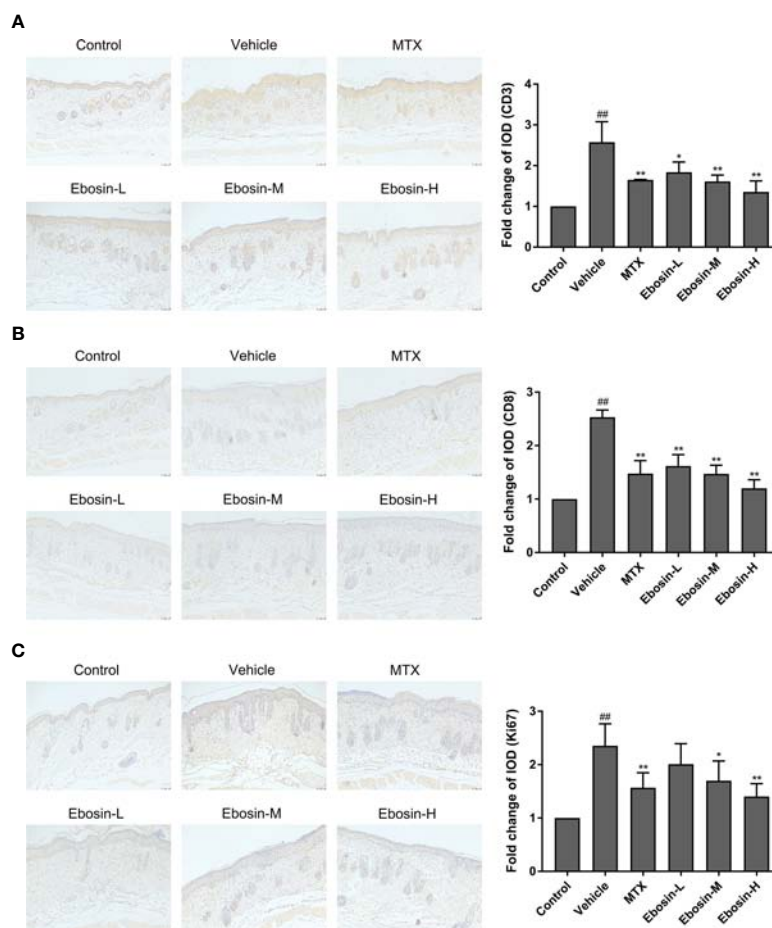 A
Control
Vehicle
MTX
Ebosin-L
Ebosin-M
Ebosin-H
Fold change of IOD (CD3)
4
3
2
1
0
##
**
*
**
**
Control
Vehicle
MTX
Ebosin-L
Ebosin-M
Ebosin-H
B
Control
Vehicle
MTX
Ebosin-L
Ebosin-M
Ebosin-H
Fold change of IOD (CD8)
3
2
1
0
##
**
**
**
**
Control
Vehicle
MTX
Ebosin-L
Ebosin-M
Ebosin-H
C
Control
Vehicle
MTX
Ebosin-L
Ebosin-M
Ebosin-H
Fold change of IOD (Ki67)
3
2
1
0
##
**
*
**
Control
Vehicle
MTX
Ebosin-L
Ebosin-M
Ebosin-H